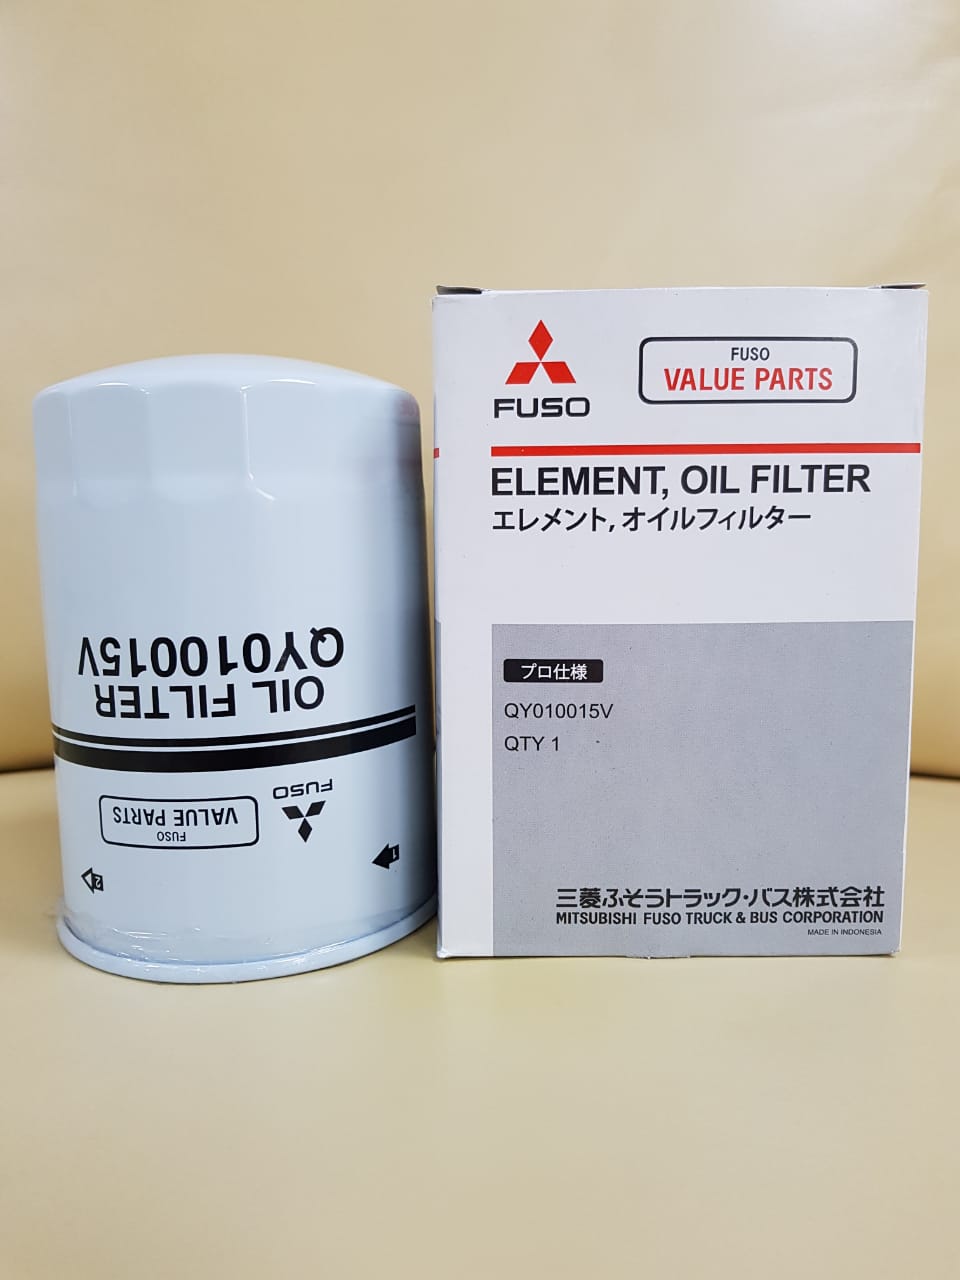 FUSO
FUSO
VALUE PARTS
ELEMENT, OIL FILTER
エレメント, オイルフィルター
プロ仕様
QY010015V
QTY 1
三菱ふそうトラック・バス株式会社
MITSUBISHI FUSO TRUCK & BUS CORPORATION
MADE IN INDONESIA
1
2
FUSO
FUSO
VALUE PARTS
OIL FILTER
QY010015V